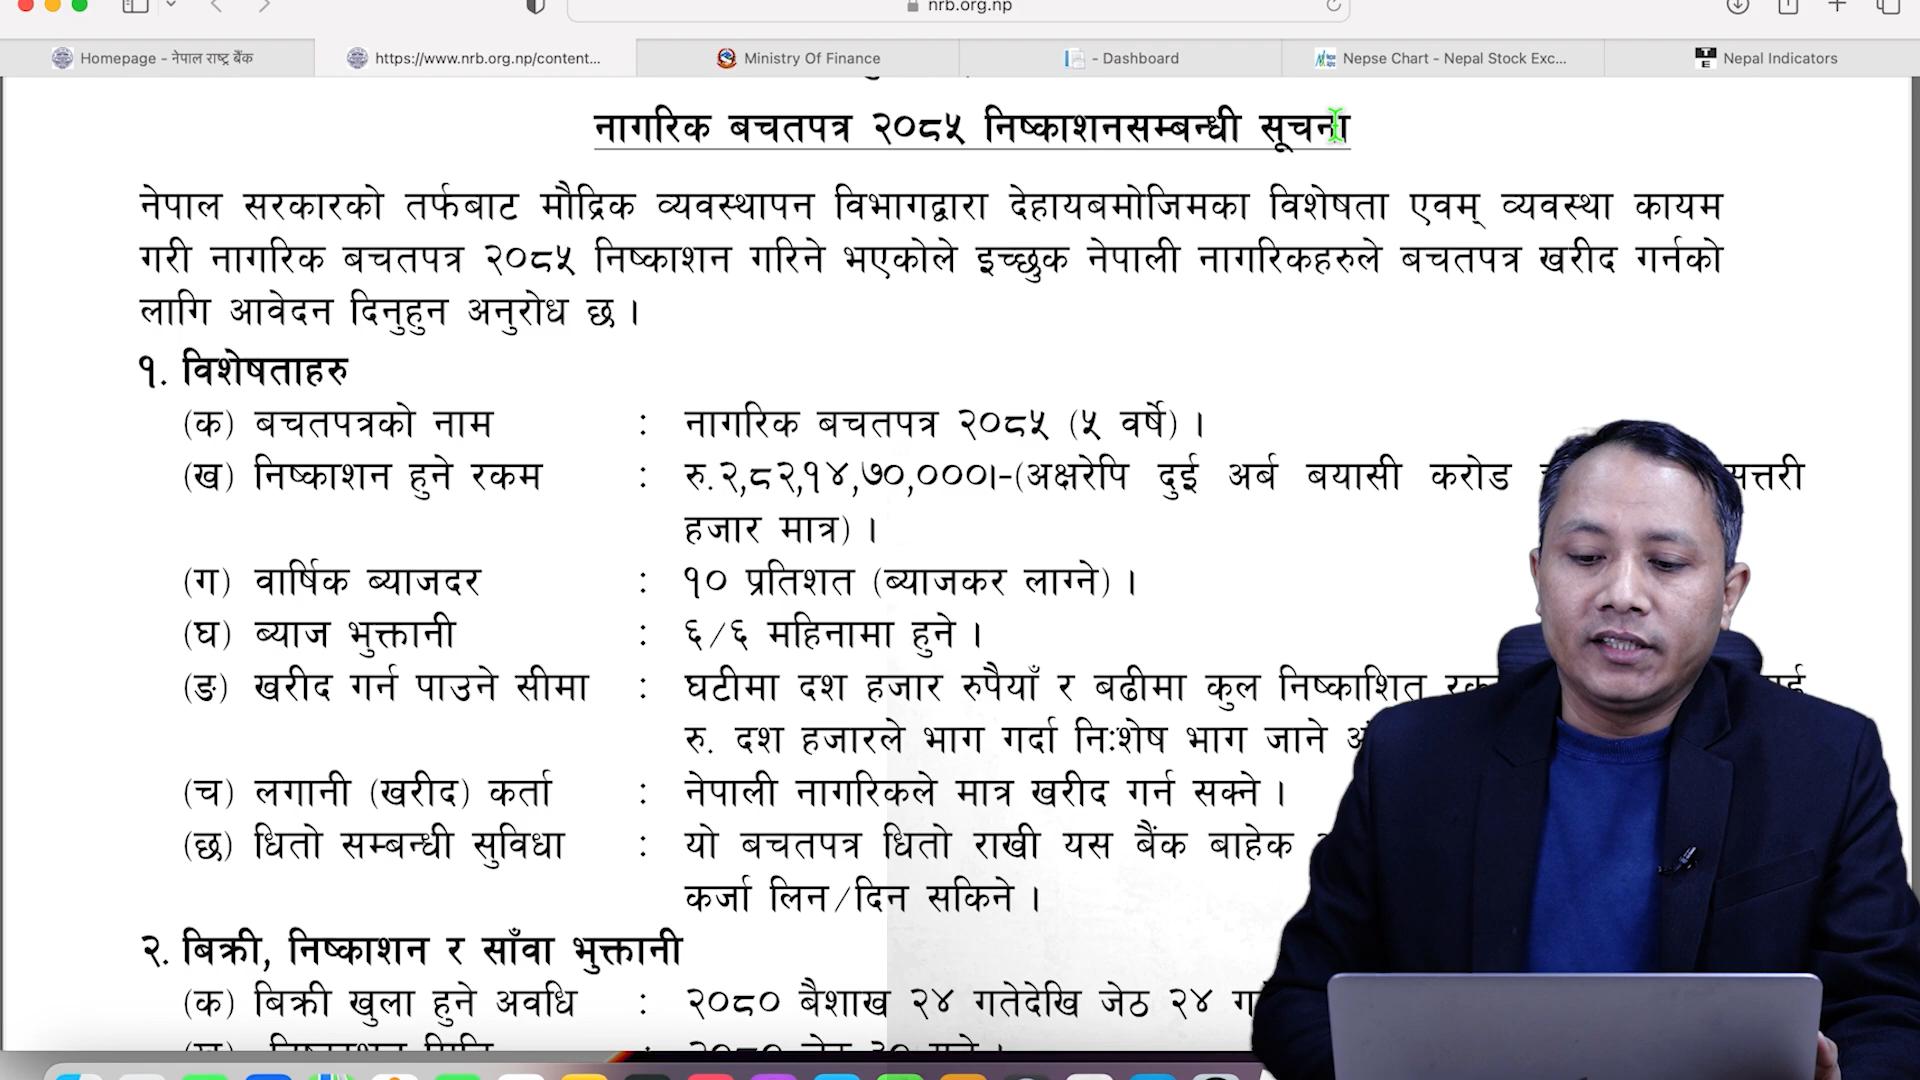 nrb.org.np
Homepage - नेपाल राष्ट्र बैंक
https://www.nrb.org.np/content...
Ministry Of Finance
- Dashboard
Nepse Chart - Nepal Stock Exc...
Nepal Indicators
नागरिक बचतपत्र २०८५ निष्काशनसम्बन्धी सूचना
नेपाल सरकारको तर्फबाट मौद्रिक व्यवस्थापन विभागद्वारा देहायबमोजिमका विशेषता एवम् व्यवस्था कायम
गरी नागरिक बचतपत्र २०८५ निष्काशन गरिने भएकोले इच्छुक नेपाली नागरिकहरुले बचतपत्र खरीद गर्नको
लागि आवेदन दिनुहुन अनुरोध छ ।
१. विशेषताहरु
(क) बचतपत्रको नाम : नागरिक बचतपत्र २०८५ (५ वर्षे) ।
(ख) निष्काशन हुने रकम : रु.२,८२,१४,७०,०००।-(अक्षरेपि दुई अर्ब बयासी करोड सत्तरी
हजार मात्र) ।
(ग) वार्षिक ब्याजदर : १० प्रतिशत (ब्याजकर लाग्ने) ।
(घ) ब्याज भुक्तानी : ६/६ महिनामा हुने ।
(ङ) खरीद गर्न पाउने सीमा : घटीमा दश हजार रुपैयाँ र बढीमा कुल निष्काशित
रु. दश हजारले भाग गर्दा नि:शेष भाग जाने
(च) लगानी (खरीद) कर्ता : नेपाली नागरिकले मात्र खरीद गर्न सक्ने ।
(छ) धितो सम्बन्धी सुविधा : यो बचतपत्र धितो राखी यस बैंक बाहेक
कर्जा लिन/दिन सकिने ।
२. बिक्री, निष्काशन र साँवा भुक्तानी
(क) बिक्री खुला हुने अवधि : २०८० बैशाख २४ गतेदेखि जेठ २४